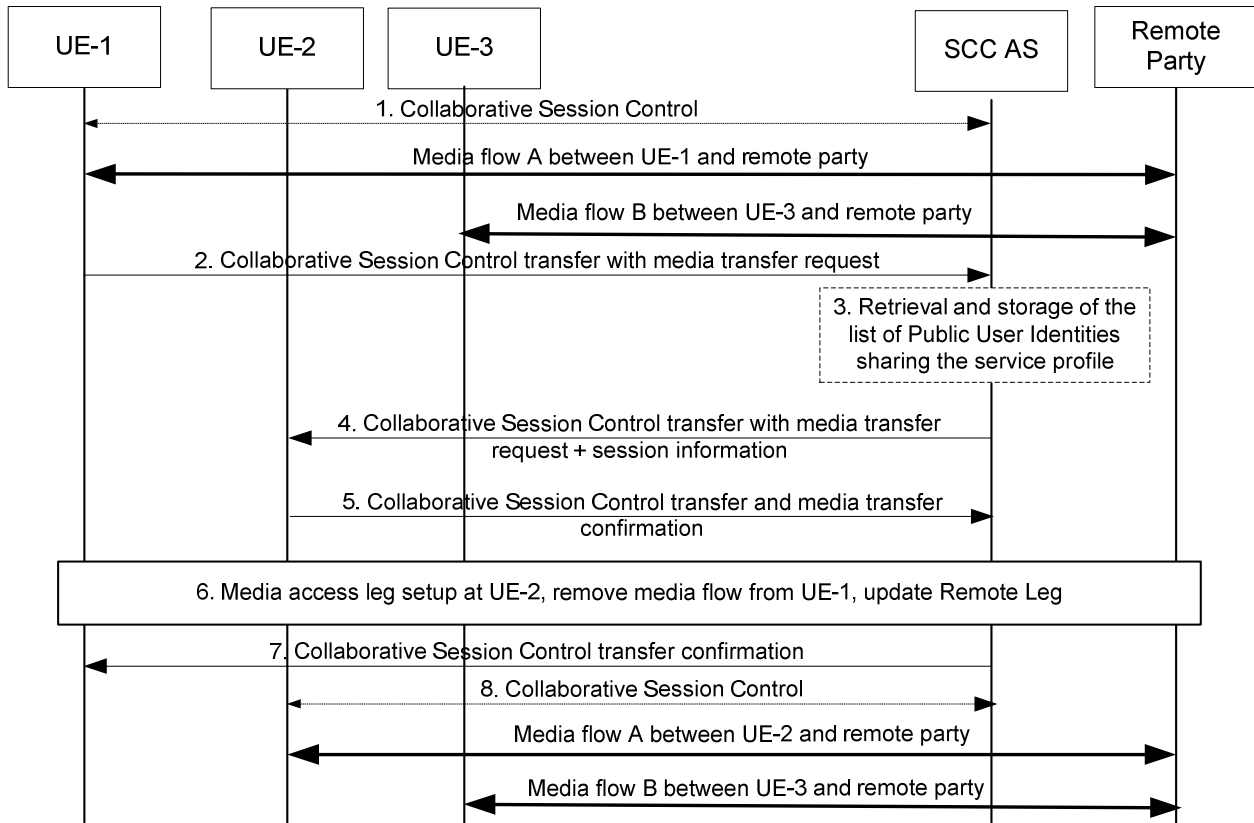 UE-1
UE-2
UE-3
SCC AS
Remote
Party
1. Collaborative Session Control
Media flow A between UE-1 and remote party
Media flow B between UE-3 and remote party
2. Collaborative Session Control transfer with media transfer request
3. Retrieval and storage of the
list of Public User Identities
sharing the service profile
4. Collaborative Session Control transfer with media transfer
request + session information
5. Collaborative Session Control transfer and media transfer
confirmation
6. Media access leg setup at UE-2, remove media flow from UE-1, update Remote Leg
7. Collaborative Session Control transfer confirmation
8. Collaborative Session Control
Media flow A between UE-2 and remote party
Media flow B between UE-3 and remote party